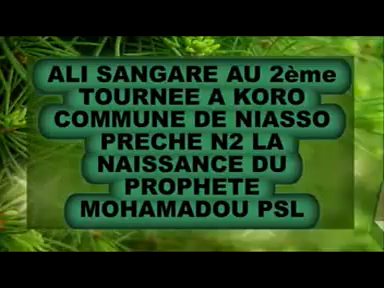 ALI SANGARE AU 2ème
TOURNEE A KORO
COMMUNE DE NIASSO
PRECHE N2 LA
NAISSANCE DU
PROPHETE
MOHAMADOU PSL